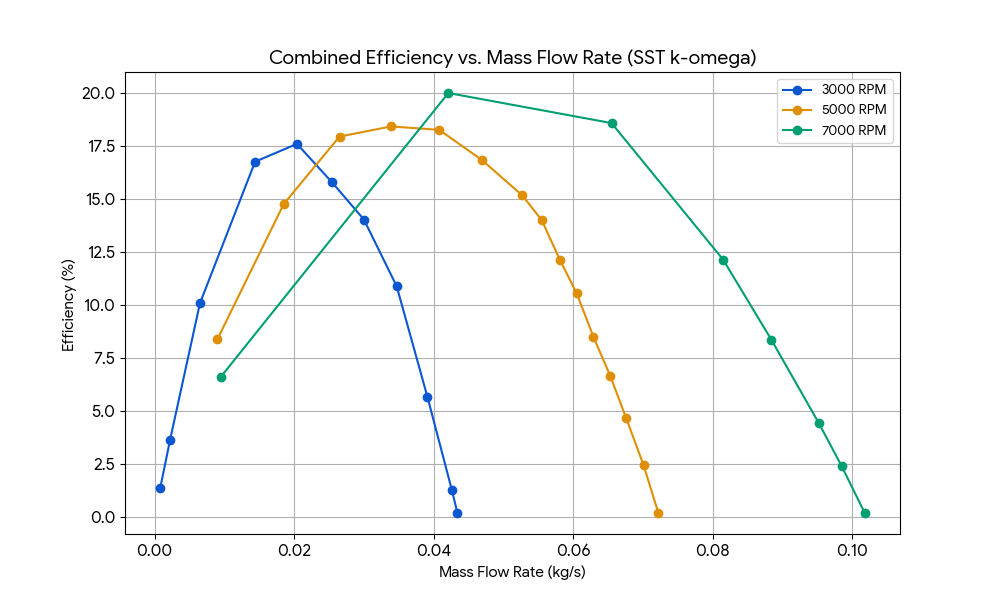 Combined Efficiency vs. Mass Flow Rate (SST k-omega)
3000 RPM
5000 RPM
7000 RPM
Efficiency (%)
20.0
17.5
15.0
12.5
10.0
7.5
5.0
2.5
0.0
0.00 0.02 0.04 0.06 0.08 0.10
Mass Flow Rate (kg/s)